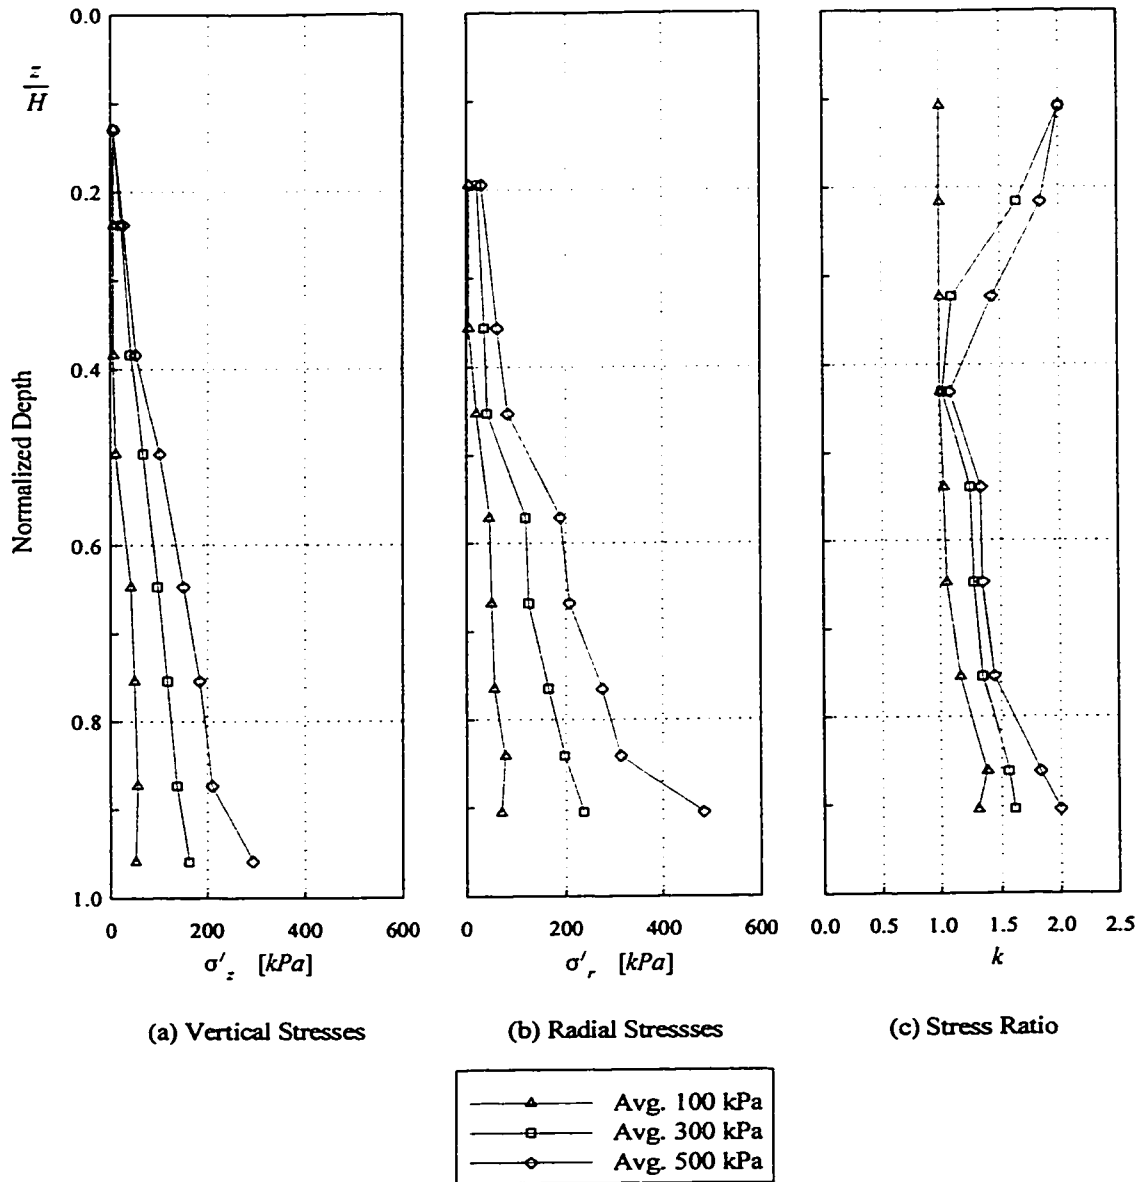 0.0
z
H
0.2
0.4
Normalized Depth
0.6
0.8
1.0
0 200 400 600
σ′z [kPa]
0 200 400 600
σ′r [kPa]
0.0 0.5 1.0 1.5 2.0 2.5
k
(a) Vertical Stresses
(b) Radial Stressses
(c) Stress Ratio
Avg. 100 kPa
Avg. 300 kPa
Avg. 500 kPa